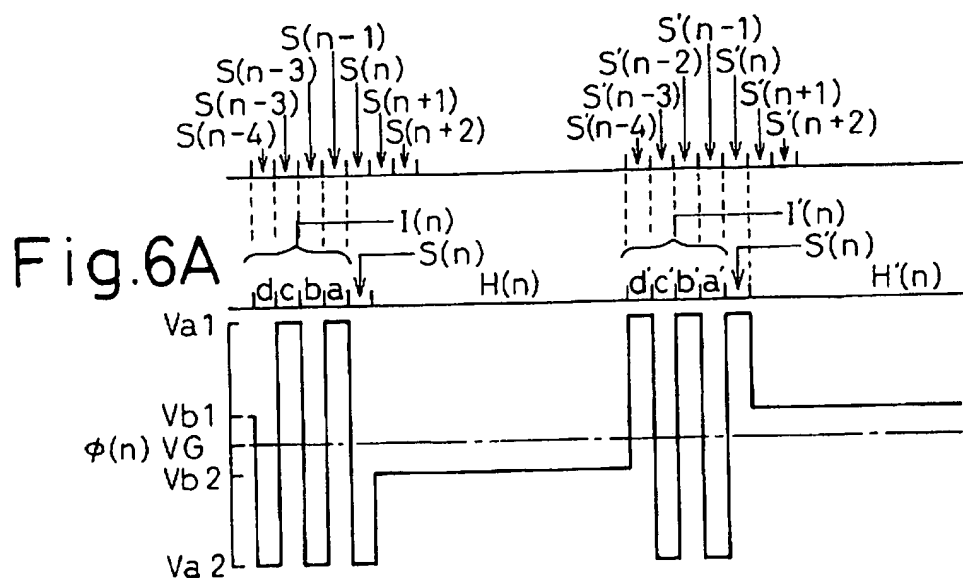 S(n-1) S'(n-1)
S(n-3) S(n) S'(n-2) S'(n)
S(n-3) S(n+1) S'(n-3) S'(n+1)
S(n-4) S(n+2) S'(n-4) S'(n+2)
I(n) I'(n)
Fig.6A S(n) S'(n)
d c b a H(n) d' c' b' a' H'(n)
Va1
Vb1
φ(n) VG
Vb2
Va2